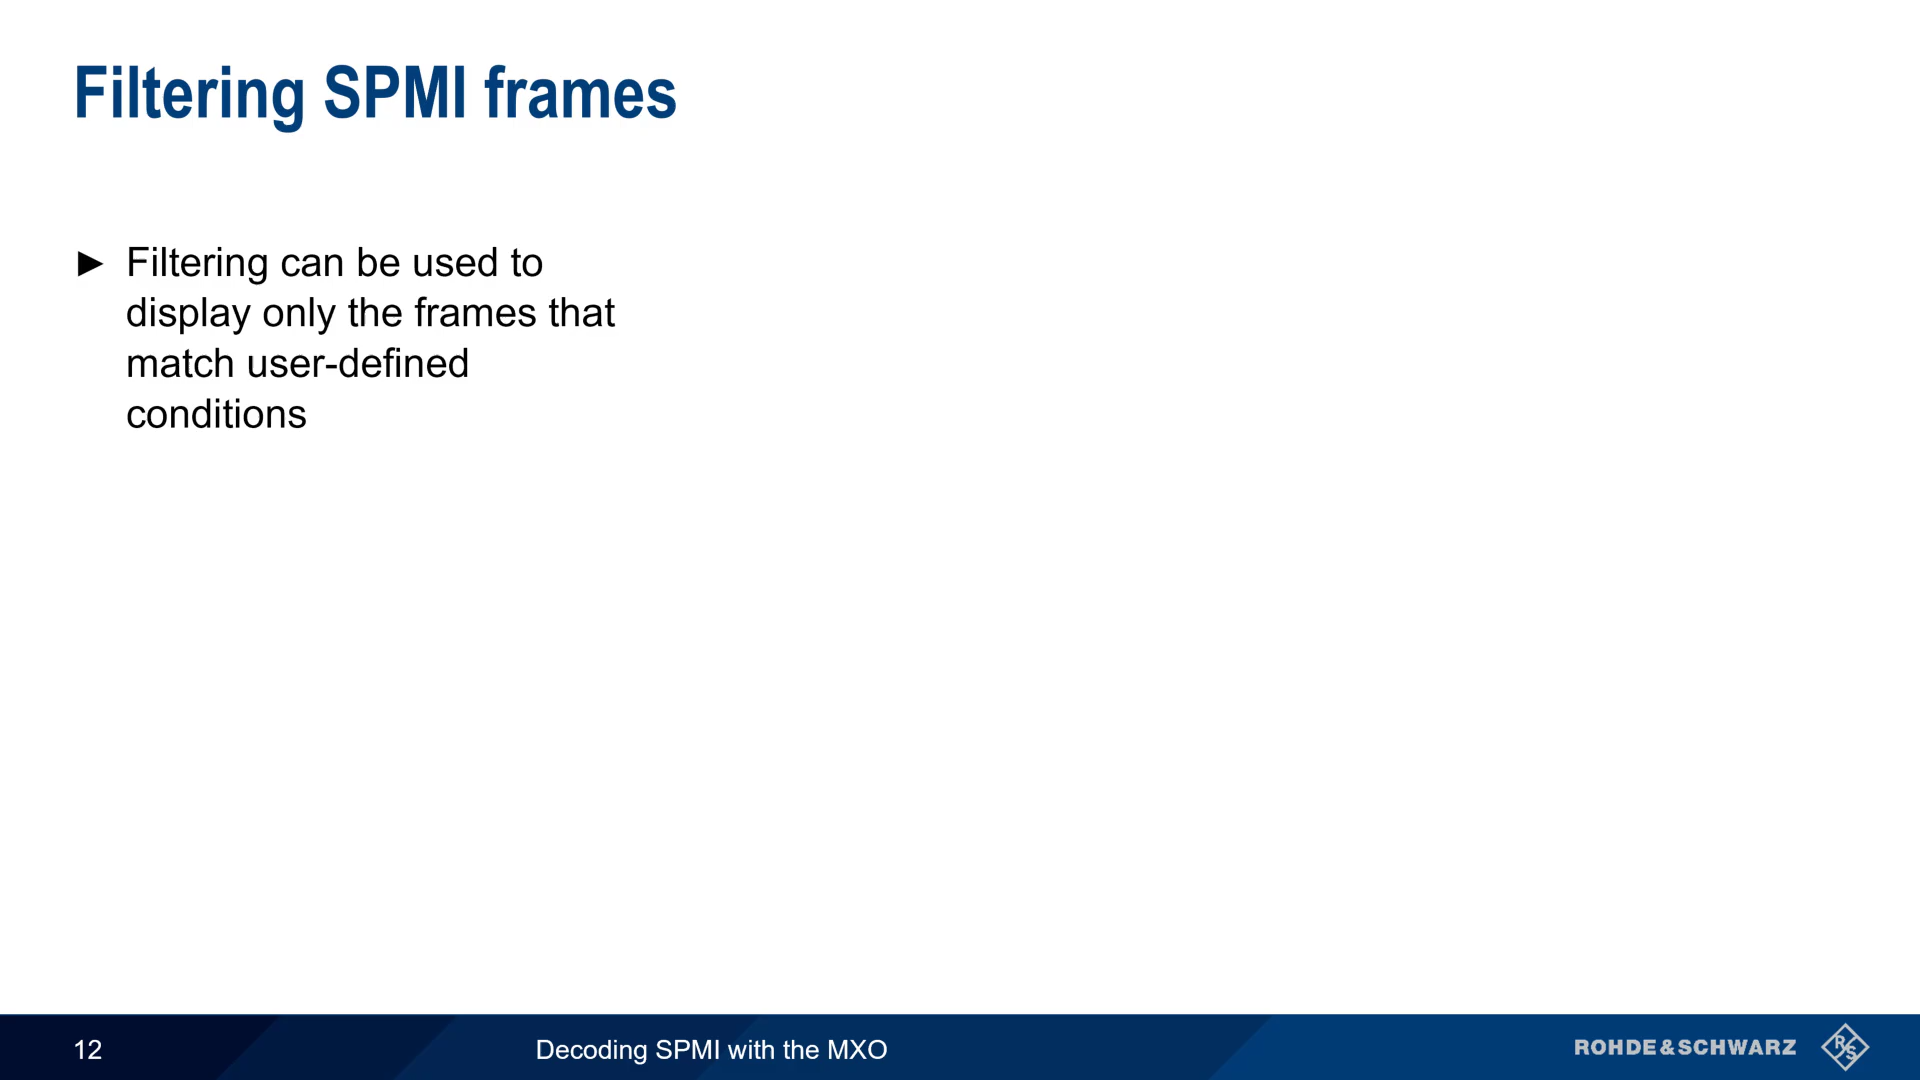 Filtering SPMI frames
► Filtering can be used to
display only the frames that
match user-defined
conditions
12
Decoding SPMI with the MXO
ROHDE&SCHWARZ
R&S